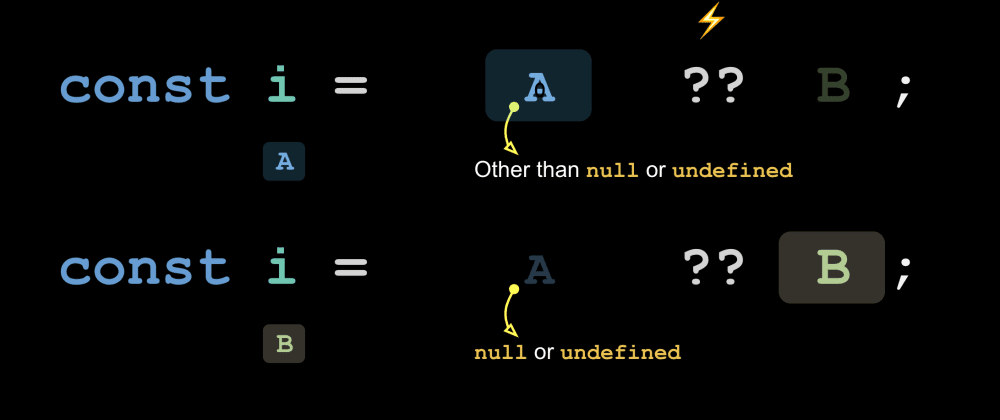 const i = A ?? B ;
A
Other than null or undefined
const i = A ?? B ;
B
null or undefined